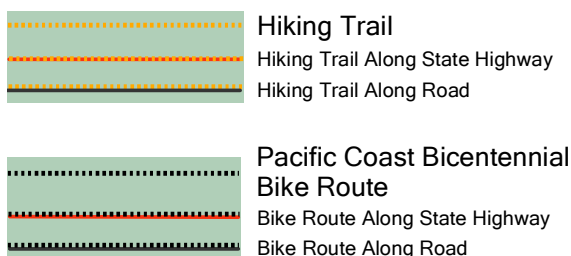 Hiking Trail
Hiking Trail Along State Highway
Hiking Trail Along Road
Pacific Coast Bicentennial
Bike Route
Bike Route Along State Highway
Bike Route Along Road